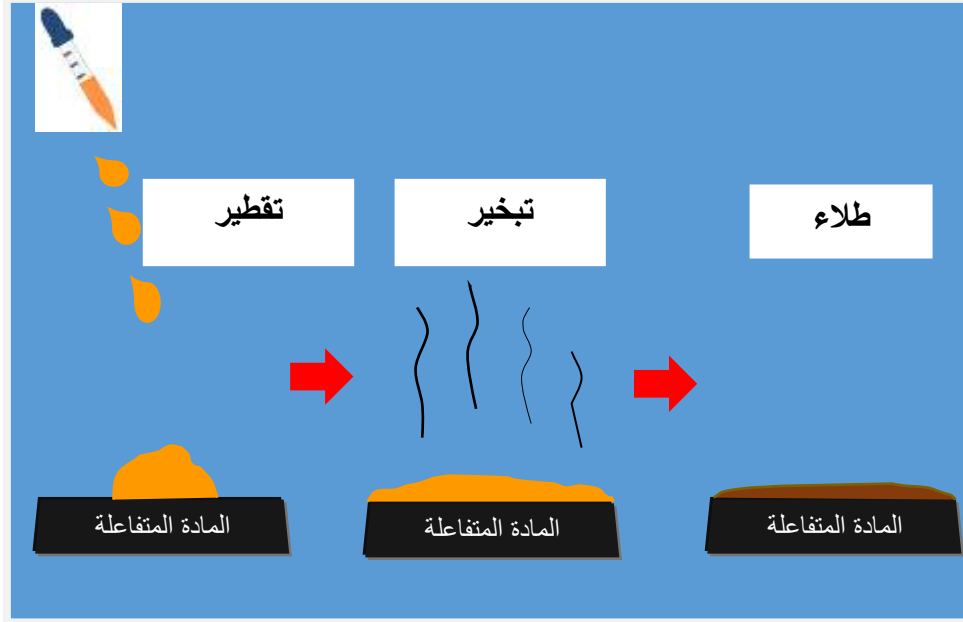 تقطير
تبخير
طلاء
المادة المتفاعلة
المادة المتفاعلة
المادة المتفاعلة